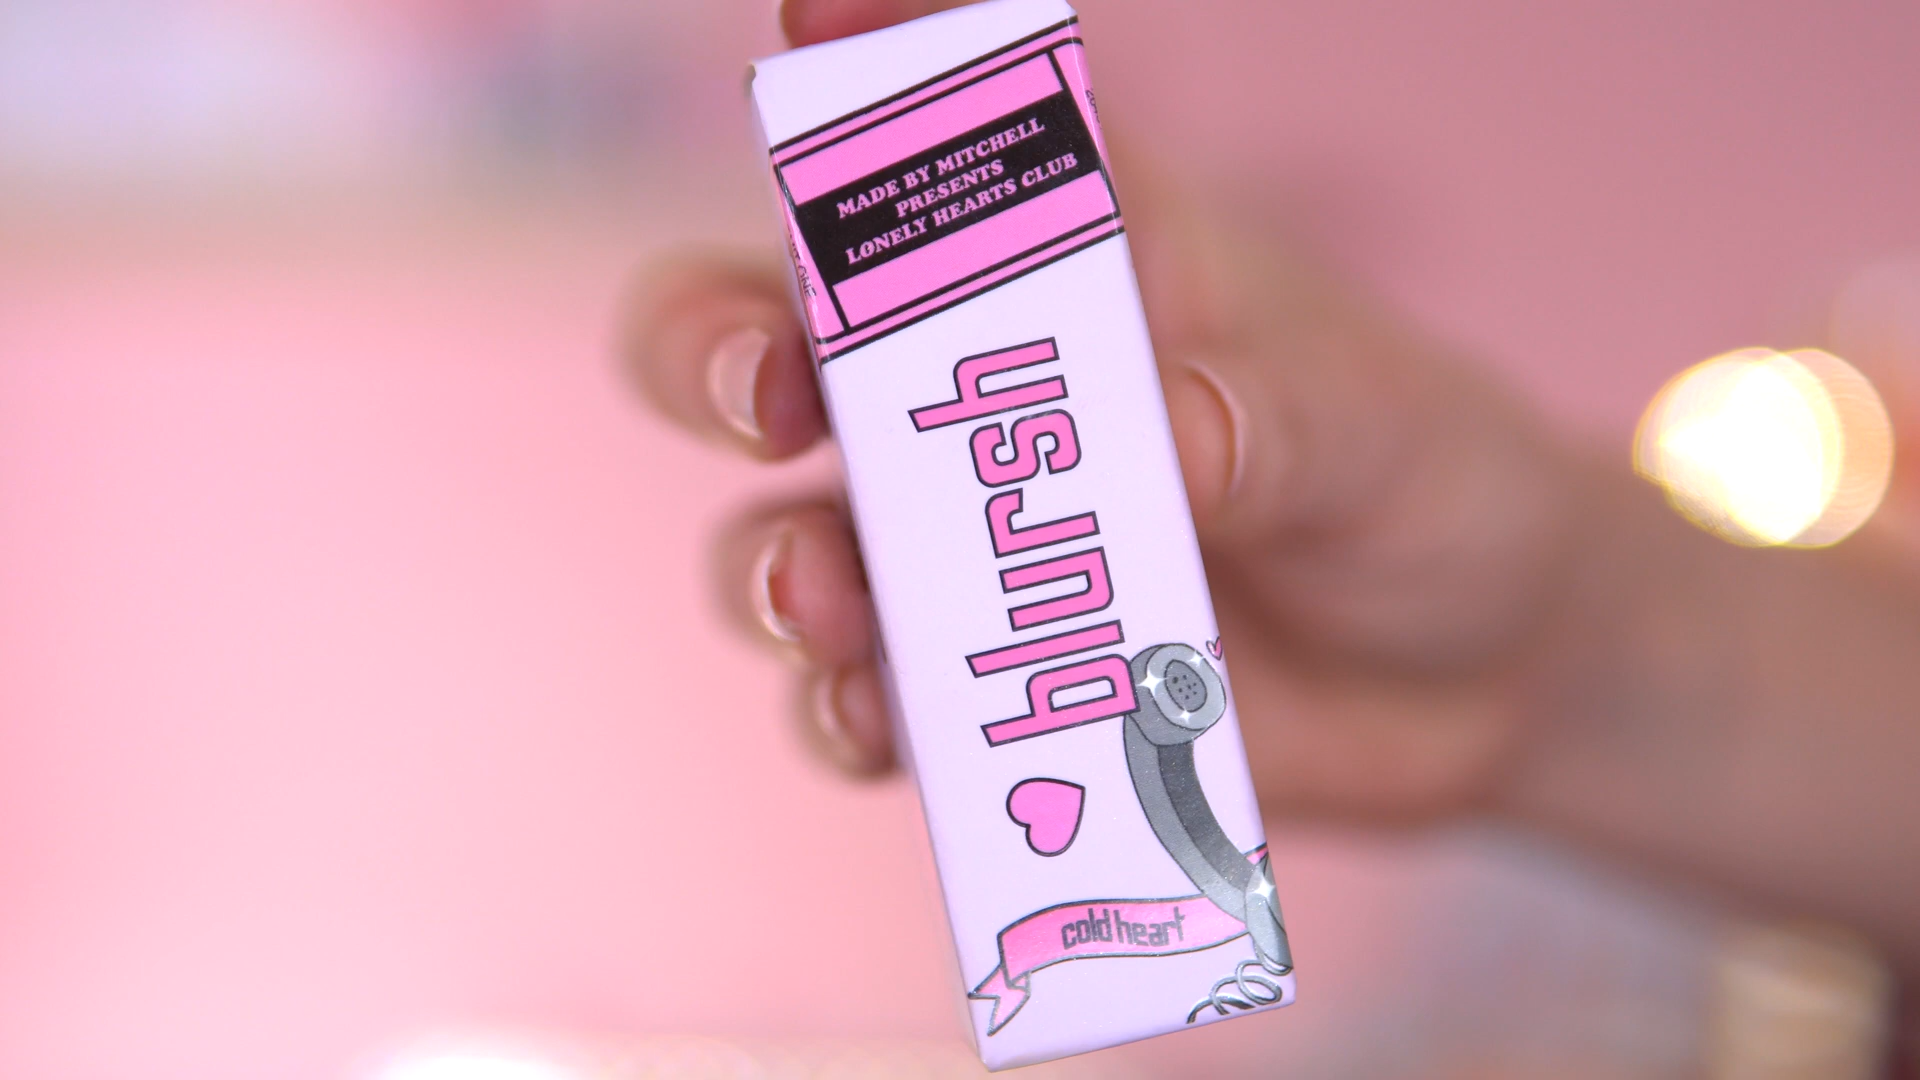 MADE BY MITCHELL
PRESENTS
LONELY HEARTS CLUB
blursh
cold heart